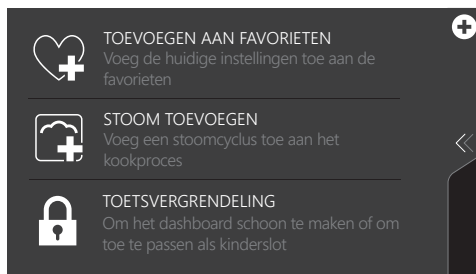 TOEVOEGEN AAN FAVORIETEN
Voeg de huidige instellingen toe aan de
favorieten
STOOM TOEVOEGEN
Voeg een stoomcyclus toe aan het
kookproces
TOETSVERGRENDELING
Om het dashboard schoon te maken of om
toe te passen als kinderslot